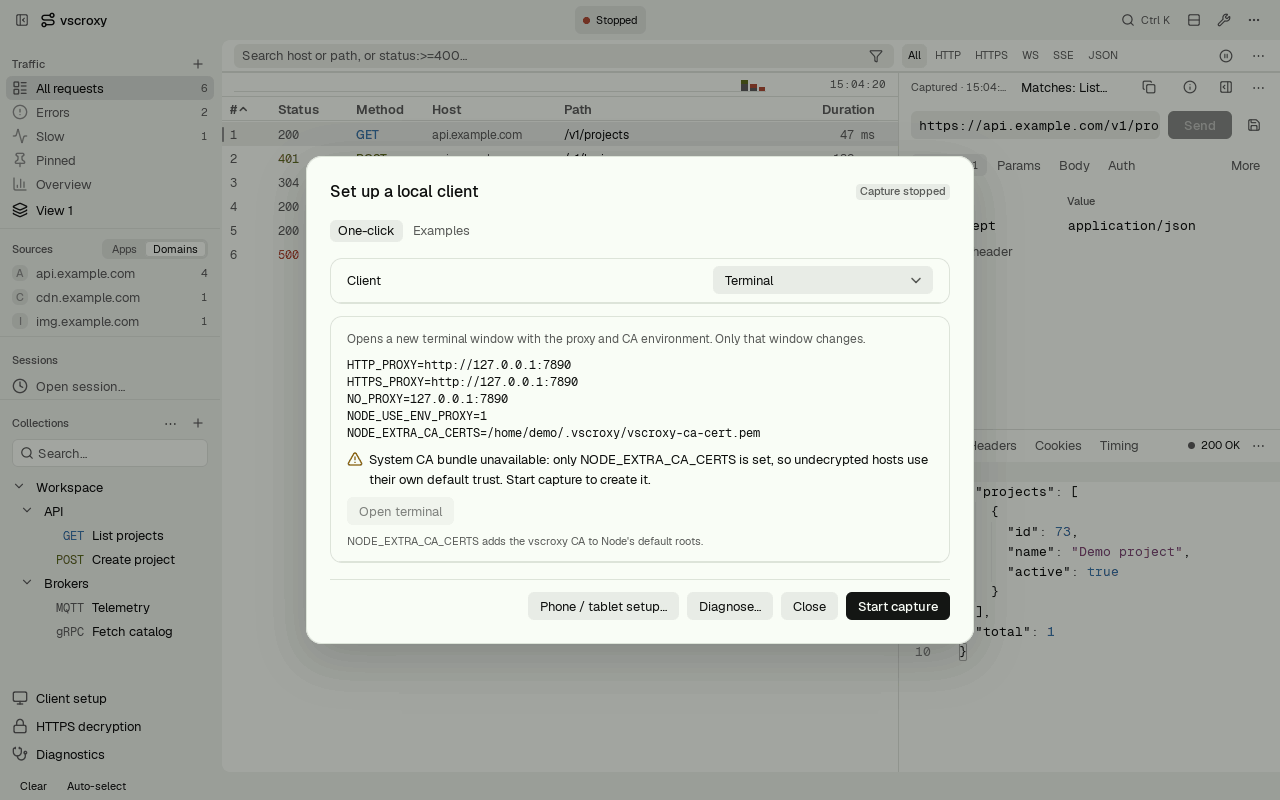 vscroxy
Stopped
Ctrl K
Traffic
All requests 6
Errors 2
Slow 1
Pinned
Overview
View 1
Sources Apps Domains
A api.example.com 4
C cdn.example.com 1
I img.example.com 1
Sessions
Open session...
Collections
Search...
Workspace
API
GET List projects
POST Create project
Brokers
MQTT Telemetry
gRPC Fetch catalog
Client setup
HTTPS decryption
Diagnostics
Clear Auto-select
Search host or path, or status:>=400...
All HTTP HTTPS WS SSE JSON
15:04:20
# Status Method Host Path Duration
1 200 GET api.example.com /v1/projects 47 ms
2 401
3 304
4 200
5 200
6 500
Captured · 15:04:... Matches: List...
https://api.example.com/v1/pro Send
1 Params Body Auth More
Value
application/json
Set up a local client
Capture stopped
One-click Examples
Client Terminal
Opens a new terminal window with the proxy and CA environment. Only that window changes.
HTTP_PROXY=http://127.0.0.1:7890
HTTPS_PROXY=http://127.0.0.1:7890
NO_PROXY=127.0.0.1:7890
NODE_USE_ENV_PROXY=1
NODE_EXTRA_CA_CERTS=/home/demo/.vscroxy/vscroxy-ca-cert.pem
System CA bundle unavailable: only NODE_EXTRA_CA_CERTS is set, so undecrypted hosts use
their own default trust. Start capture to create it.
Open terminal
NODE_EXTRA_CA_CERTS adds the vscroxy CA to Node's default roots.
Phone / tablet setup... Diagnose... Close Start capture
Headers Cookies Timing 200 OK
"projects": [
{
"id": 73,
"name": "Demo project",
"active": true
}
],
"total": 1
10 }